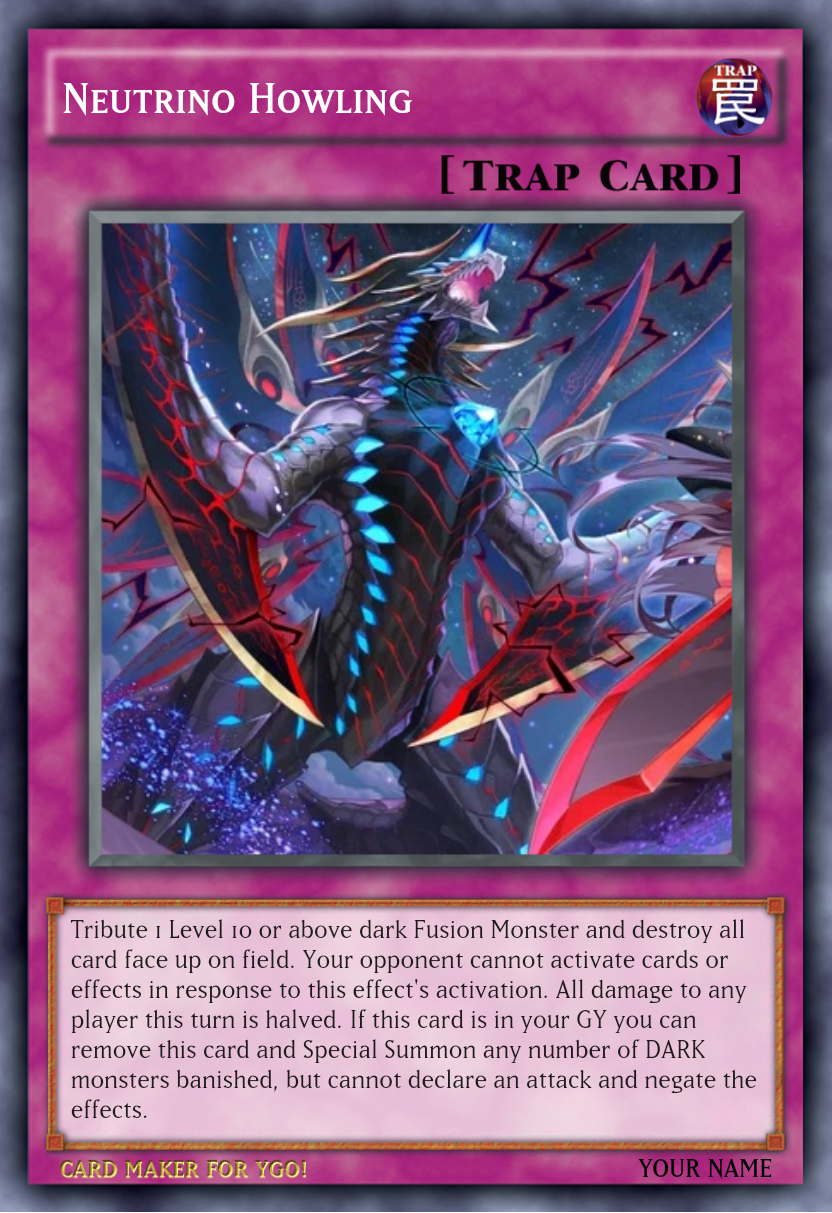 Neutrino Howling
TRAP
罠
[Trap Card]
Tribute 1 Level 10 or above dark Fusion Monster and destroy all
card face up on field. Your opponent cannot activate cards or
effects in response to this effect's activation. All damage to any
player this turn is halved. If this card is in your GY you can
remove this card and Special Summon any number of DARK
monsters banished, but cannot declare an attack and negate the
effects.
CARD MAKER FOR YGO!
YOUR NAME